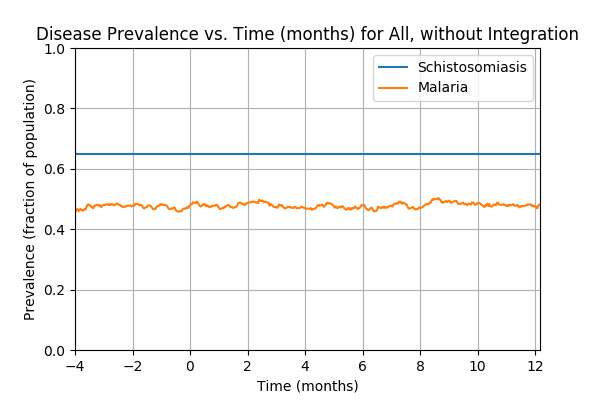 Disease Prevalence vs. Time (months) for All, without Integration
Schistosomiasis
Malaria
Prevalence (fraction of population)
1.0
0.8
0.6
0.4
0.2
0.0
−4 −2 0 2 4 6 8 10 12
Time (months)